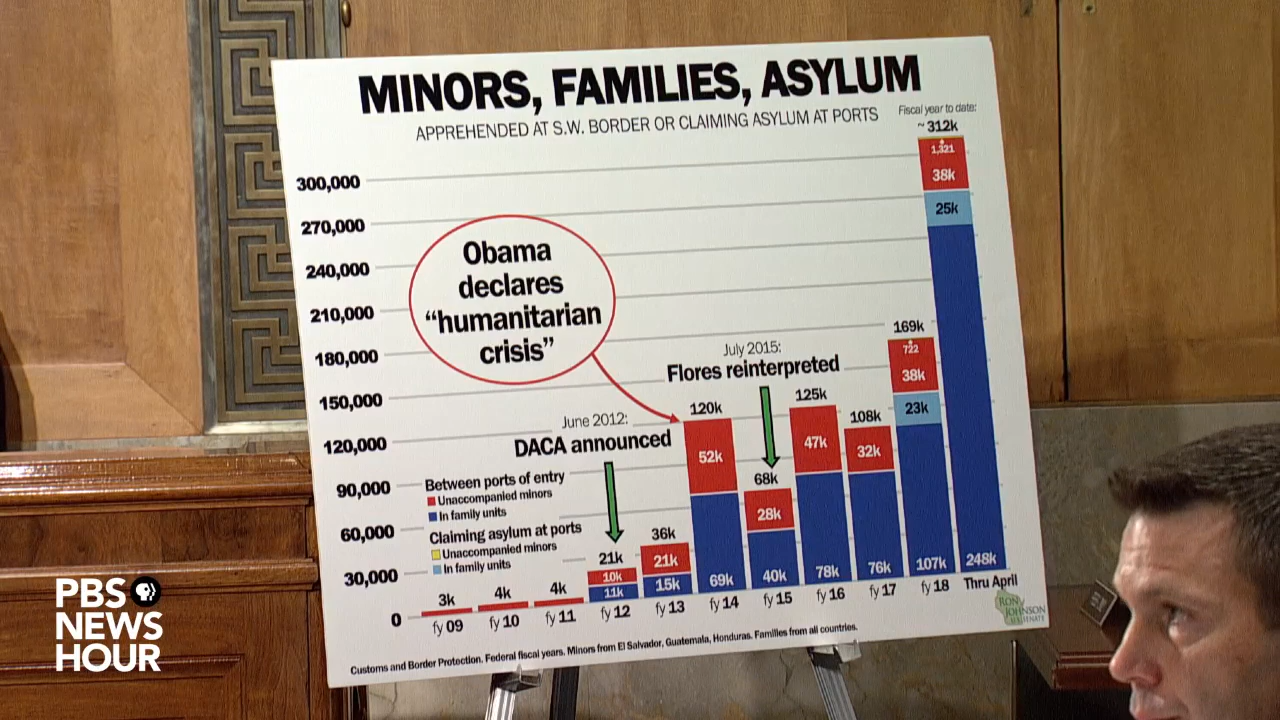 MINORS, FAMILIES, ASYLUM
APPREHENDED AT S.W. BORDER OR CLAIMING ASYLUM AT PORTS
Fiscal year to date:
~312k
1,321
38k
25k
300,000
270,000
240,000
210,000
180,000
150,000
120,000
90,000
60,000
30,000
0
Obama
declares
“humanitarian
crisis”
July 2015:
Flores reinterpreted
June 2012:
DACA announced
Between ports of entry
Unaccompanied minors
In family units
Claiming asylum at ports
Unaccompanied minors
In family units
3k
4k
4k
21k
10k
11k
36k
21k
15k
120k
52k
69k
68k
28k
40k
125k
47k
78k
108k
32k
76k
169k
722
38k
23k
107k
248k
fy 09
fy 10
fy 11
fy 12
fy 13
fy 14
fy 15
fy 16
fy 17
fy 18
Thru April
RON
JOHNSON
SENATE
Customs and Border Protection. Federal fiscal years. Minors from El Salvador, Guatemala, Honduras. Families from all countries.
PBS
NEWS
HOUR